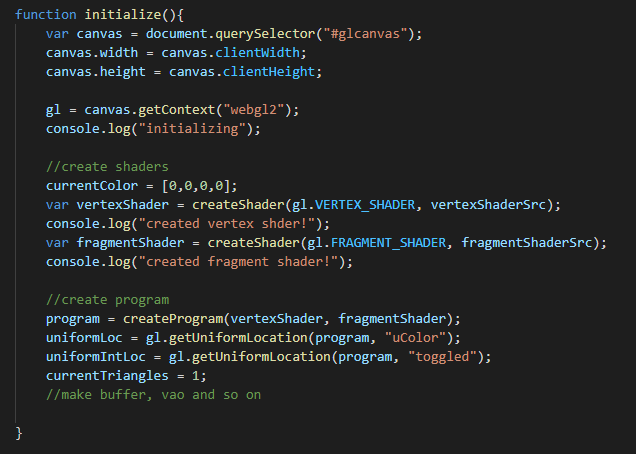 function initialize(){
var canvas = document.querySelector("#glcanvas");
canvas.width = canvas.clientWidth;
canvas.height = canvas.clientHeight;
gl = canvas.getContext("webgl2");
console.log("initializing");
//create shaders
currentColor = [0,0,0,0];
var vertexShader = createShader(gl.VERTEX_SHADER, vertexShaderSrc);
console.log("created vertex shder!");
var fragmentShader = createShader(gl.FRAGMENT_SHADER, fragmentShaderSrc);
console.log("created fragment shader!");
//create program
program = createProgram(vertexShader, fragmentShader);
uniformLoc = gl.getUniformLocation(program, "uColor");
uniformIntLoc = gl.getUniformLocation(program, "toggled");
currentTriangles = 1;
//make buffer, vao and so on
}